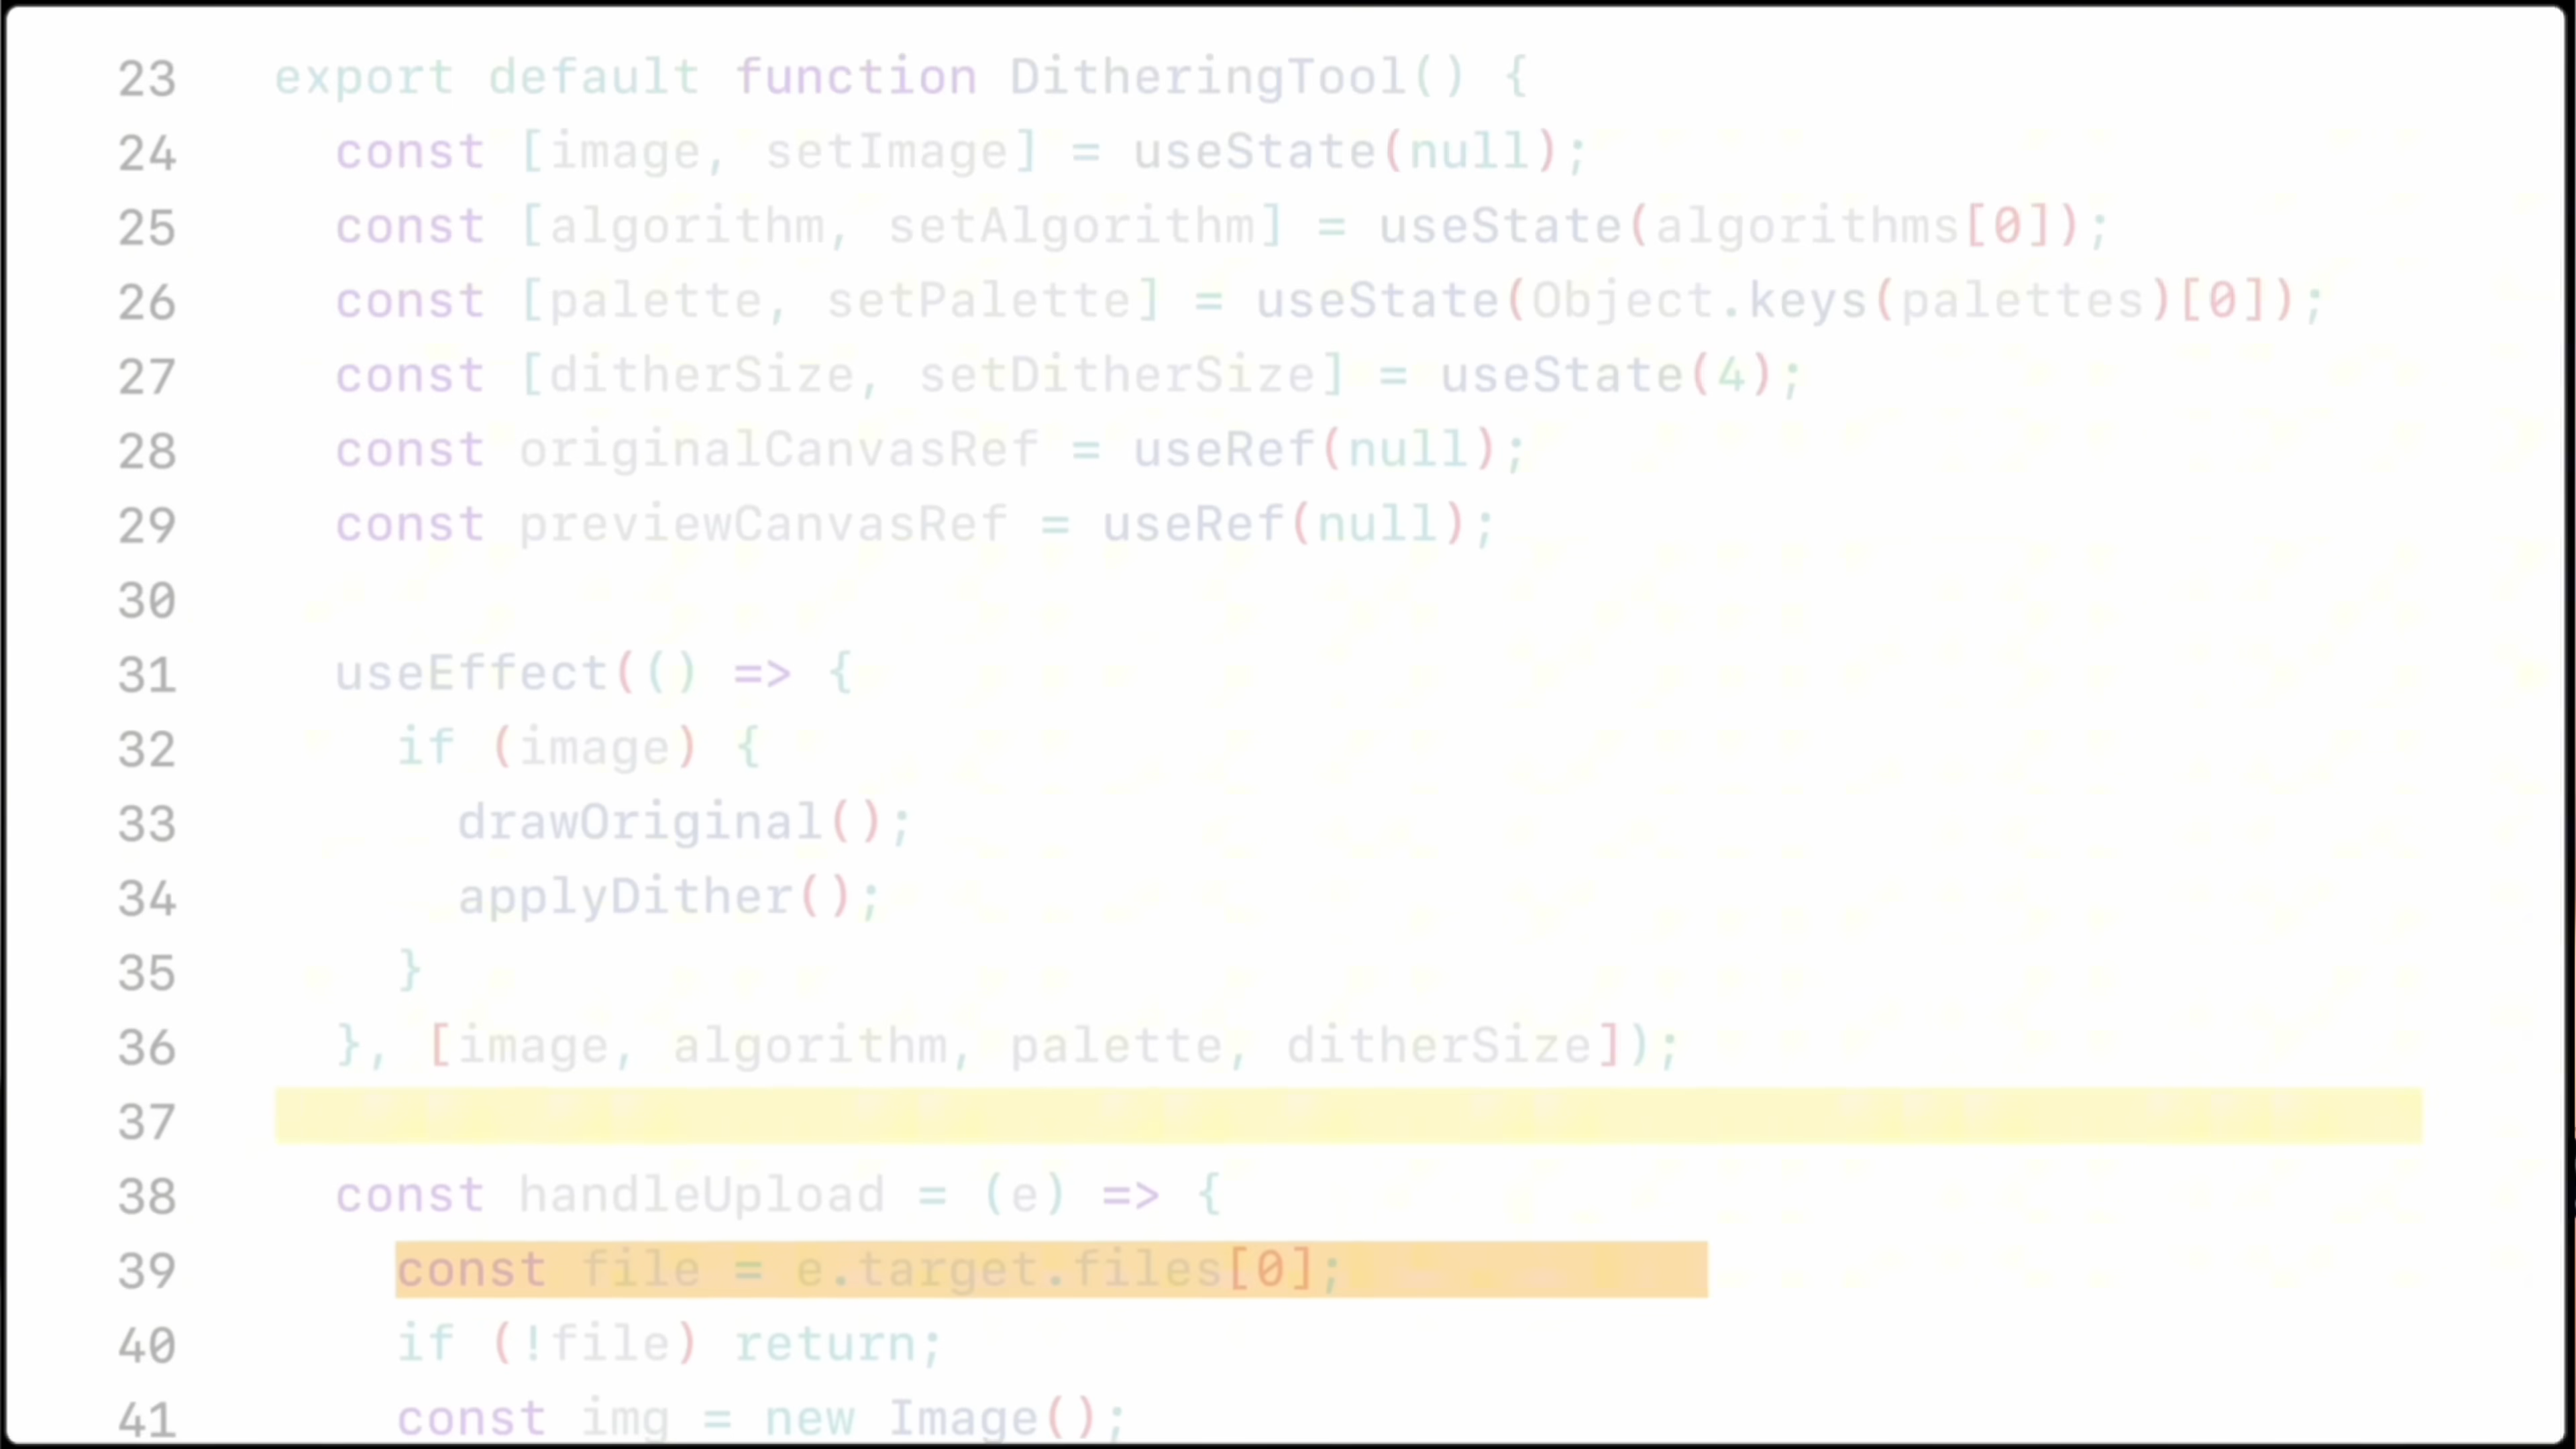 23 export default function DitheringTool() {
24 const [image, setImage] = useState(null);
25 const [algorithm, setAlgorithm] = useState(algorithms[0]);
26 const [palette, setPalette] = useState(Object.keys(palettes)[0]);
27 const [ditherSize, setDitherSize] = useState(4);
28 const originalCanvasRef = useRef(null);
29 const previewCanvasRef = useRef(null);
30
31 useEffect(() => {
32 if (image) {
33 drawOriginal();
34 applyDither();
35 }
36 }, [image, algorithm, palette, ditherSize]);
37
38 const handleUpload = (e) => {
39 const file = e.target.files[0];
40 if (!file) return;
41 const img = new Image();